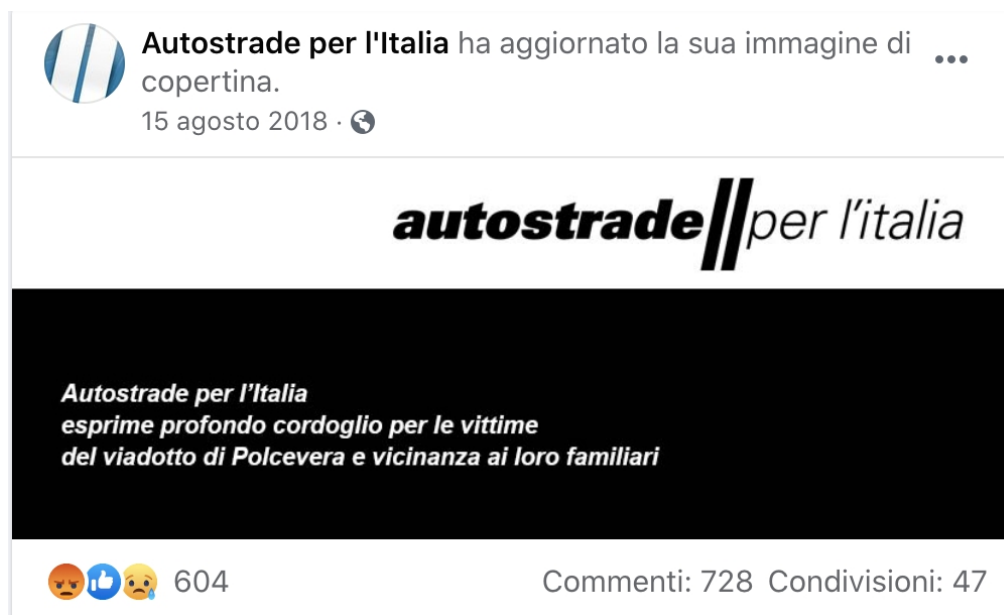 Autostrade per l'Italia ha aggiornato la sua immagine di
copertina.
15 agosto 2018 ·
autostrade per l'italia
Autostrade per l'Italia
esprime profondo cordoglio per le vittime
del viadotto di Polcevera e vicinanza ai loro familiari
604 Commenti: 728 Condivisioni: 47